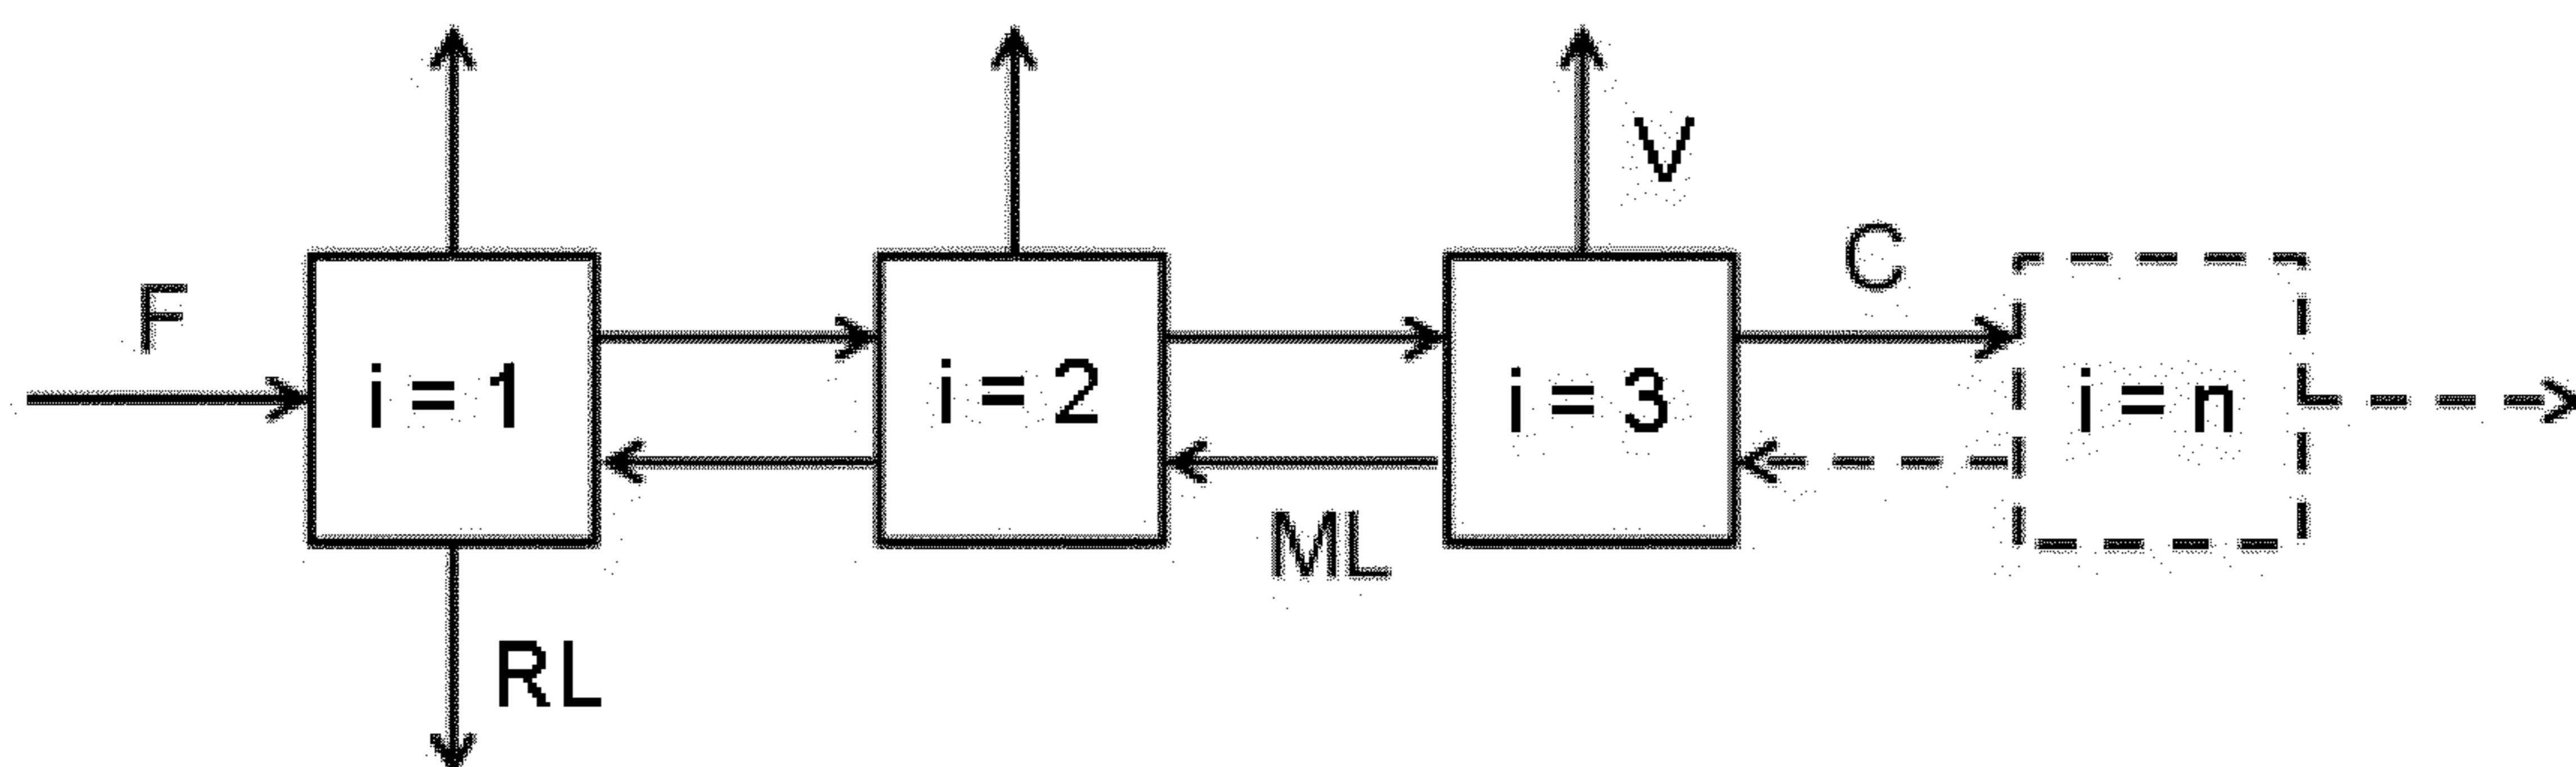 V
C
F
i = 1
i = 2
i = 3
i = n
ML
RL